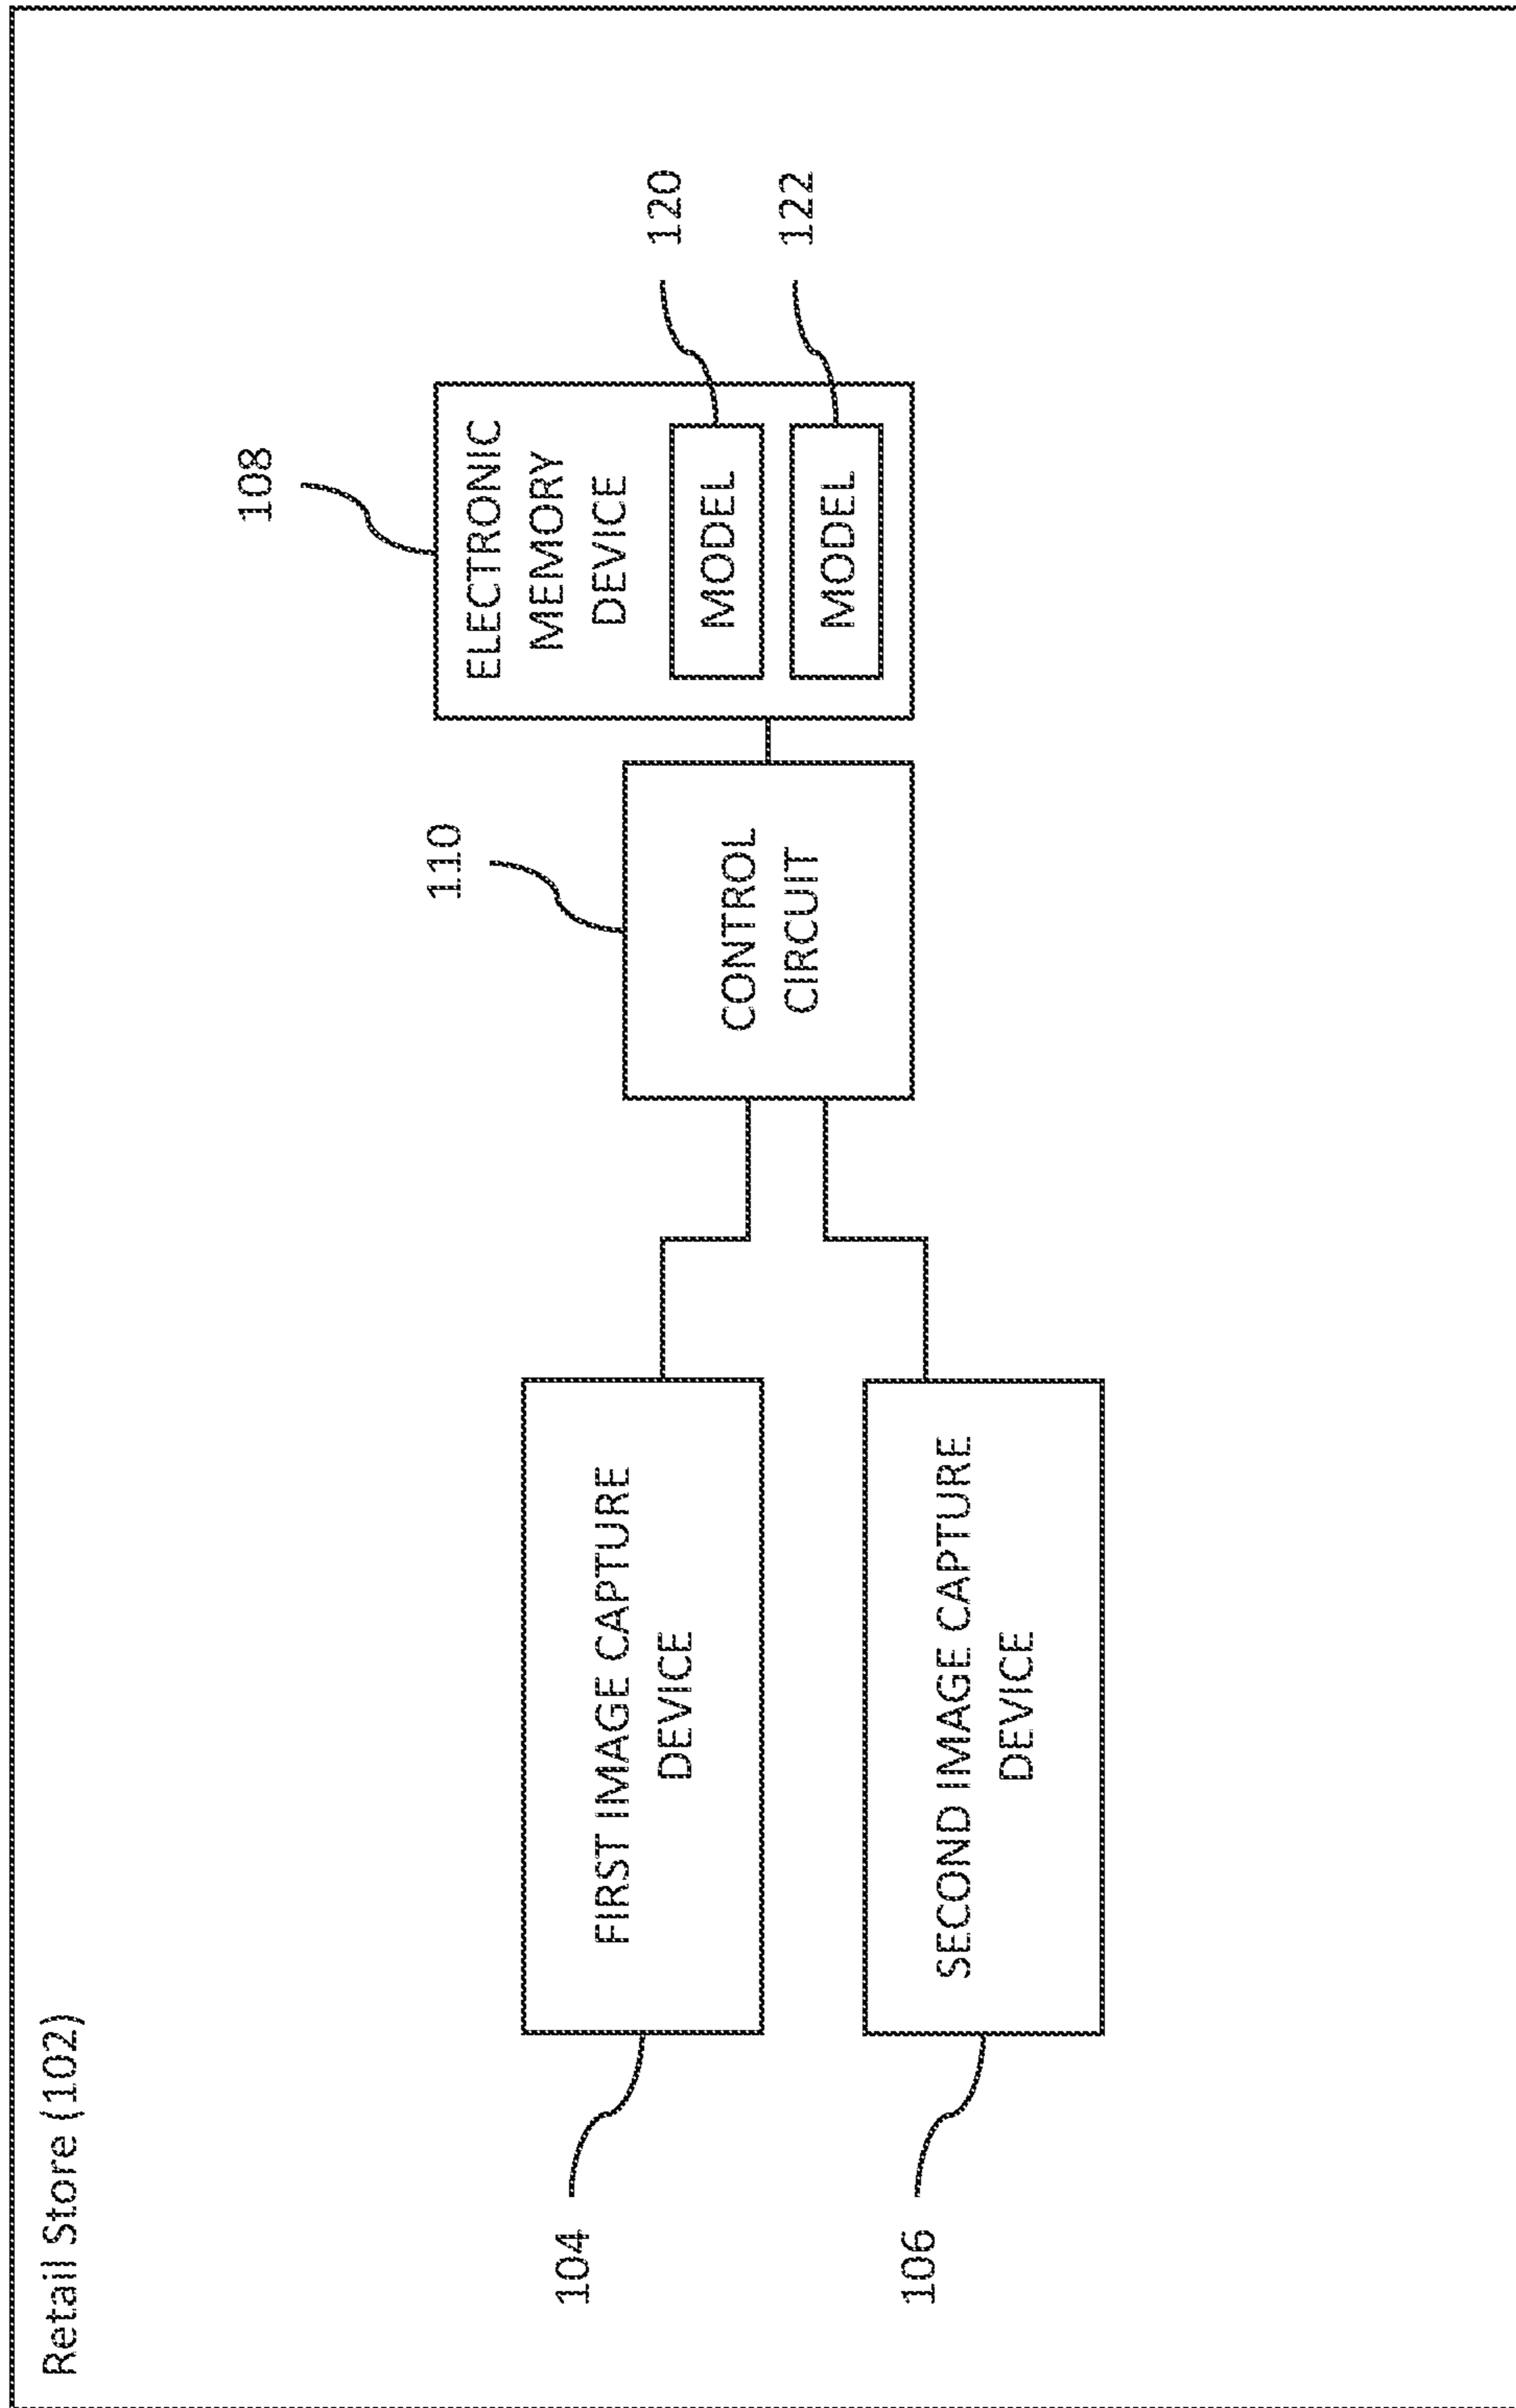 Retail Store (102)
108
ELECTRONIC
MEMORY
DEVICE
120
MODEL
122
MODEL
110
CONTROL
CIRCUIT
104
FIRST IMAGE CAPTURE
DEVICE
106
SECOND IMAGE CAPTURE
DEVICE